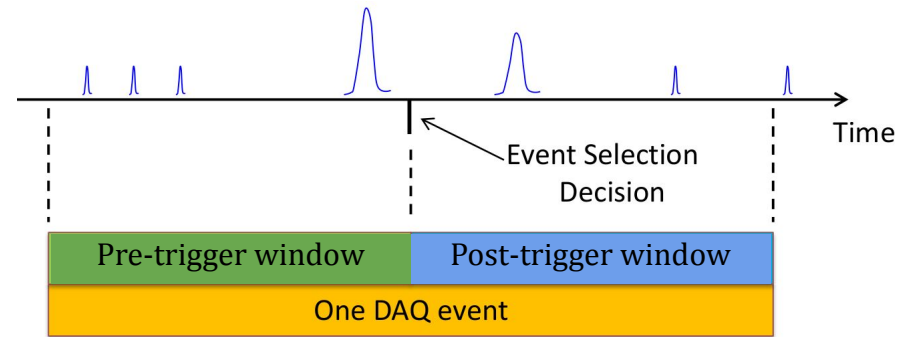 Time
Event Selection
Decision
Pre-trigger window
Post-trigger window
One DAQ event